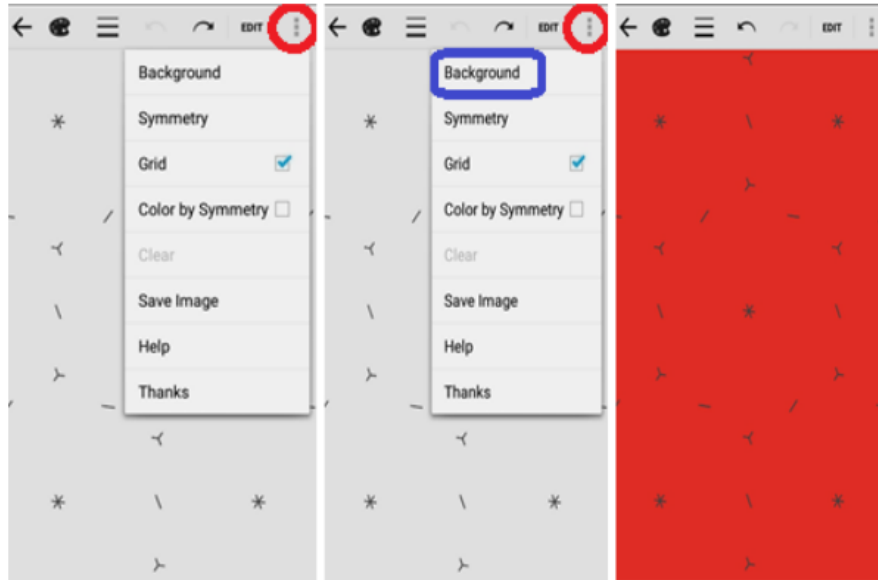 EDIT
Background
Symmetry
Grid
Color by Symmetry
Clear
Save Image
Help
Thanks
EDIT
Background
Symmetry
Grid
Color by Symmetry
Clear
Save Image
Help
Thanks
EDIT